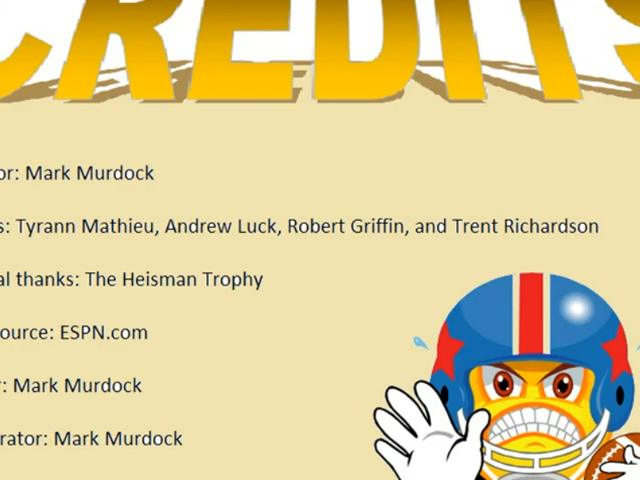 CREDITS
or: Mark Murdock
s: Tyrann Mathieu, Andrew Luck, Robert Griffin, and Trent Richardson
al thanks: The Heisman Trophy
ource: ESPN.com
r: Mark Murdock
rator: Mark Murdock